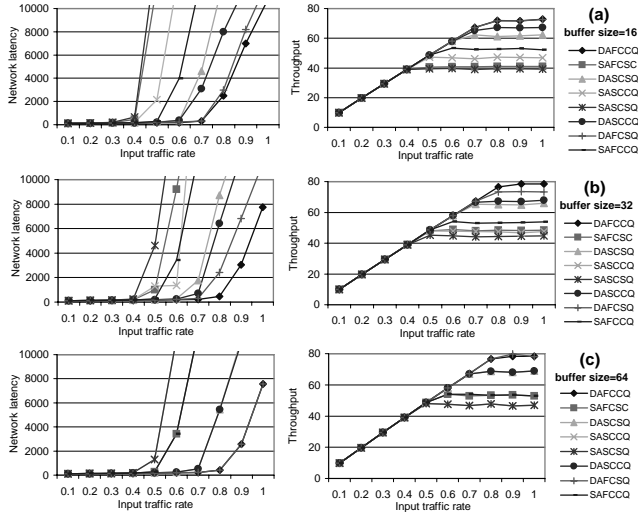 Network latency
10000
8000
6000
4000
2000
0
0.1 0.2 0.3 0.4 0.5 0.6 0.7 0.8 0.9 1
Input traffic rate
Throughput
80
60
40
20
0
0.1 0.2 0.3 0.4 0.5 0.6 0.7 0.8 0.9 1
Input traffic rate
(a)
buffer size=16
DAFCCQ
SAFCSC
DASCSQ
SASCCQ
SASCSQ
DASCCQ
DAFCSQ
SAFCCQ
Network latency
10000
8000
6000
4000
2000
0
0.1 0.2 0.3 0.4 0.5 0.6 0.7 0.8 0.9 1
Input traffic rate
Throughput
80
60
40
20
0
0.1 0.2 0.3 0.4 0.5 0.6 0.7 0.8 0.9 1
Input traffic rate
(b)
buffer size=32
DAFCCQ
SAFCSC
DASCSQ
SASCCQ
SASCSQ
DASCCQ
DAFCSQ
SAFCCQ
Network latency
10000
8000
6000
4000
2000
0
0.1 0.2 0.3 0.4 0.5 0.6 0.7 0.8 0.9 1
Input traffic rate
Throughput
80
60
40
20
0
0.1 0.2 0.3 0.4 0.5 0.6 0.7 0.8 0.9 1
Input traffic rate
(c)
buffer size=64
DAFCCQ
SAFCSC
DASCSQ
SASCCQ
SASCSQ
DASCCQ
DAFCSQ
SAFCCQ